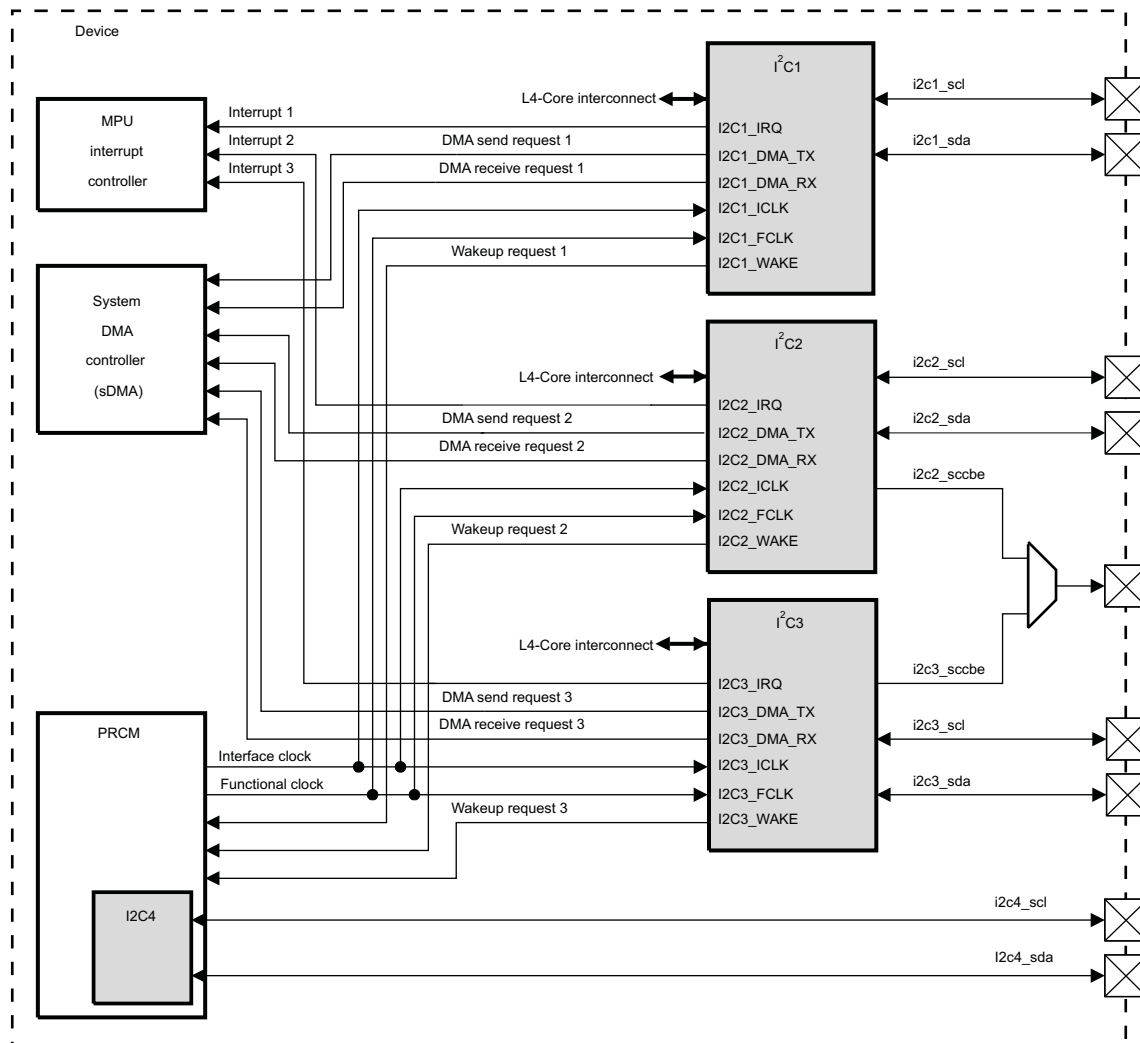 Device
I²C1
i2c1_scl
L4-Core interconnect
MPU
interrupt
controller
Interrupt 1
I2C1_IRQ
Interrupt 2
DMA send request 1
I2C1_DMA_TX
i2c1_sda
Interrupt 3
DMA receive request 1
I2C1_DMA_RX
I2C1_ICLK
I2C1_FCLK
Wakeup request 1
I2C1_WAKE
System
DMA
controller
(sDMA)
I²C2
i2c2_scl
L4-Core interconnect
I2C2_IRQ
DMA send request 2
I2C2_DMA_TX
i2c2_sda
DMA receive request 2
I2C2_DMA_RX
i2c2_sccbe
I2C2_ICLK
I2C2_FCLK
Wakeup request 2
I2C2_WAKE
I²C3
L4-Core interconnect
i2c3_sccbe
I2C3_IRQ
DMA send request 3
I2C3_DMA_TX
DMA receive request 3
I2C3_DMA_RX
i2c3_scl
PRCM
Interface clock
I2C3_ICLK
Functional clock
I2C3_FCLK
i2c3_sda
Wakeup request 3
I2C3_WAKE
I2C4
i2c4_scl
I2c4_sda